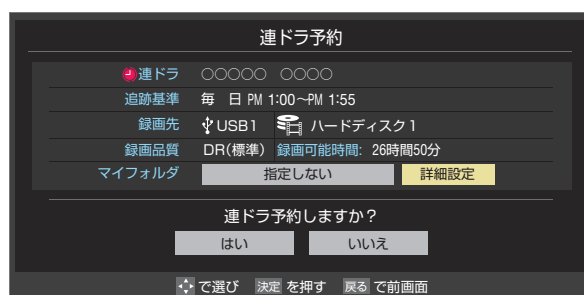 連ドラ予約
連ドラ ○○○○○ ○○○○
追跡基準 毎 日 PM 1:00~PM 1:55
録画先 USB1 ハードディスク1
録画品質 DR(標準) 録画可能時間: 26時間50分
マイフォルダ 指定しない 詳細設定
連ドラ予約しますか?
はい いいえ
で選び 決定 を押す 戻る で前画面